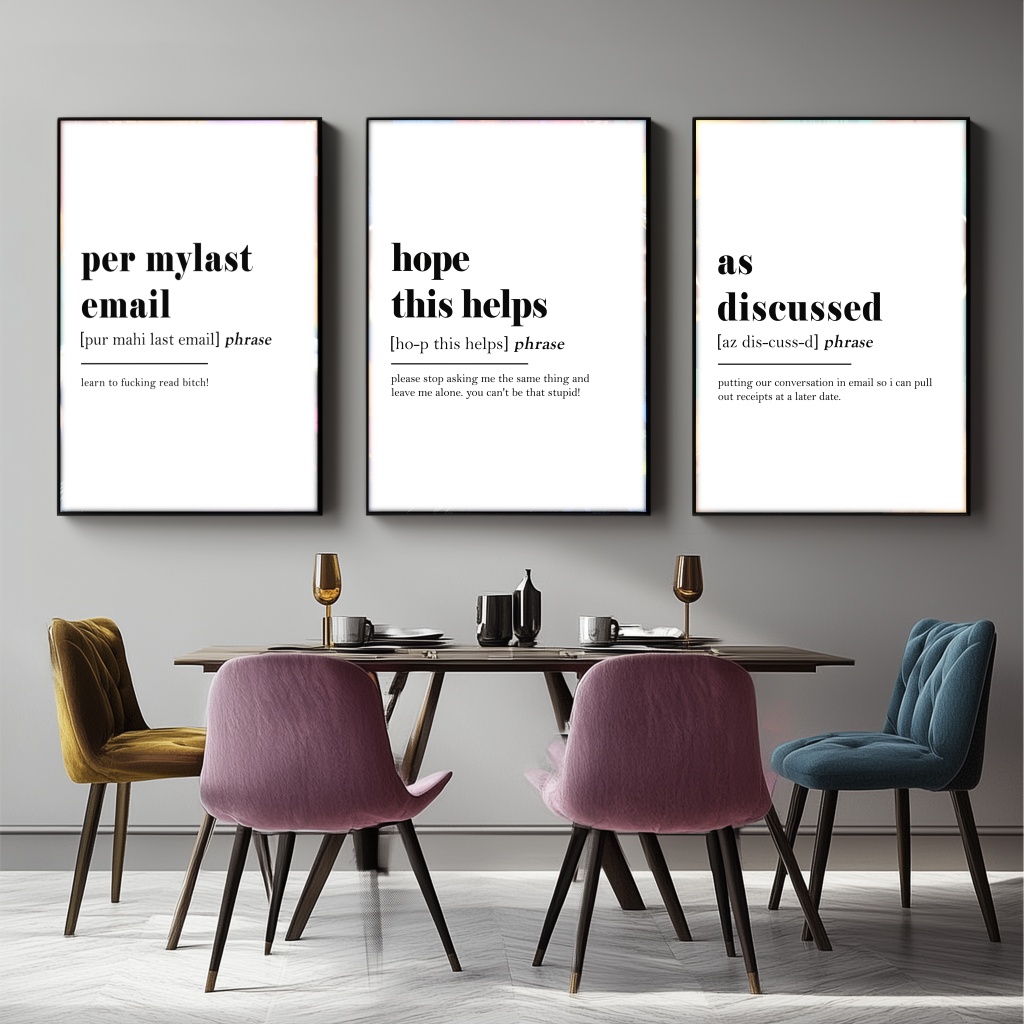 per mylast
email
[pur mahi last email] phrase
learn to fucking read bitch!
hope
this helps
[ho-p this helps] phrase
please stop asking me the same thing and
leave me alone. you can't be that stupid!
as
discussed
[az dis-cuss-d] phrase
putting our conversation in email so i can pull
out receipts at a later date.